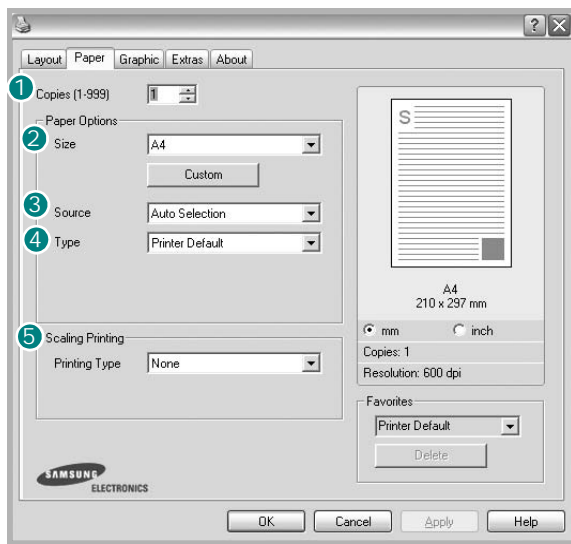 ? X
Layout Paper Graphic Extras About
1 Copies (1-999) 1
Paper Options
2 Size A4
Custom
3 Source Auto Selection
4 Type Printer Default
5 Scaling Printing
Printing Type None
S
A4
210 x 297 mm
mm inch
Copies: 1
Resolution: 600 dpi
Favorites
Printer Default
Delete
SAMSUNG
ELECTRONICS
OK Cancel Apply Help